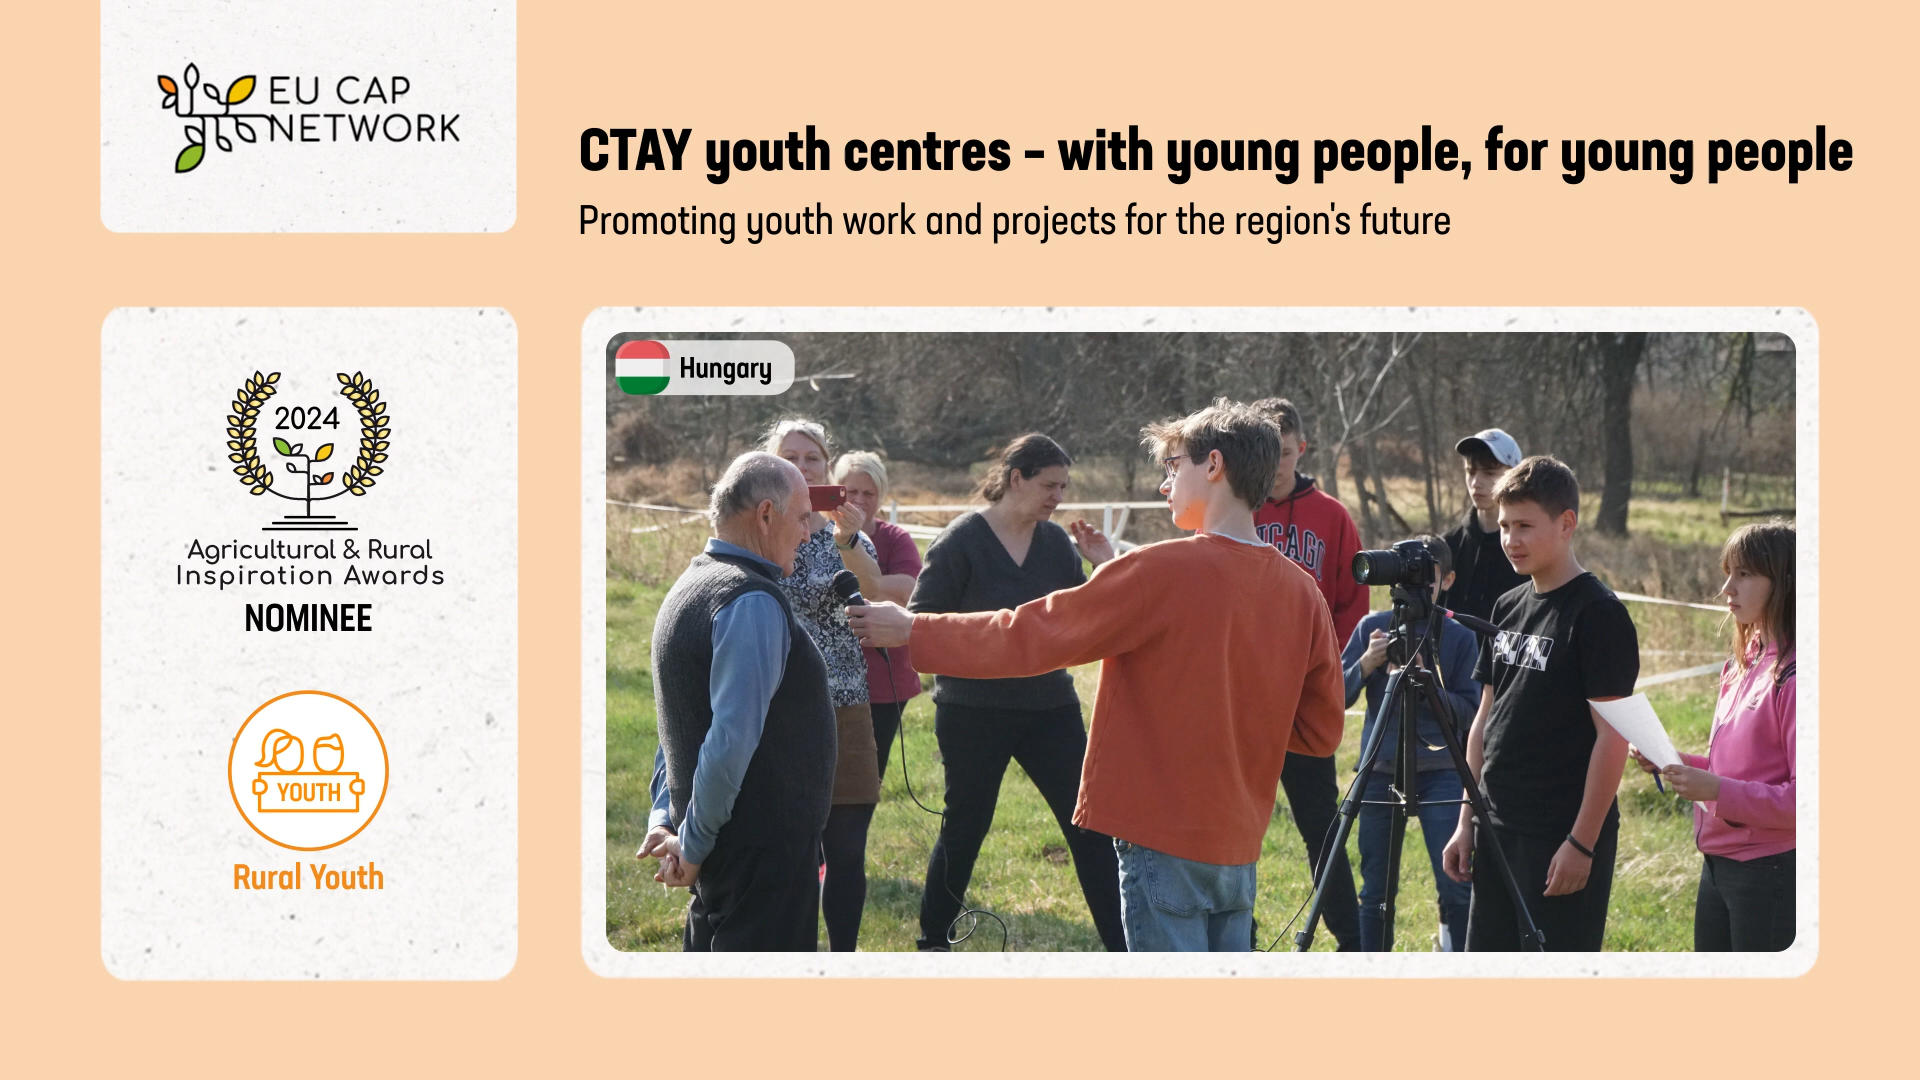 EU CAP
NETWORK
CTAY youth centres – with young people, for young people
Promoting youth work and projects for the region's future
2024
Agricultural & Rural
Inspiration Awards
NOMINEE
YOUTH
Rural Youth
Hungary